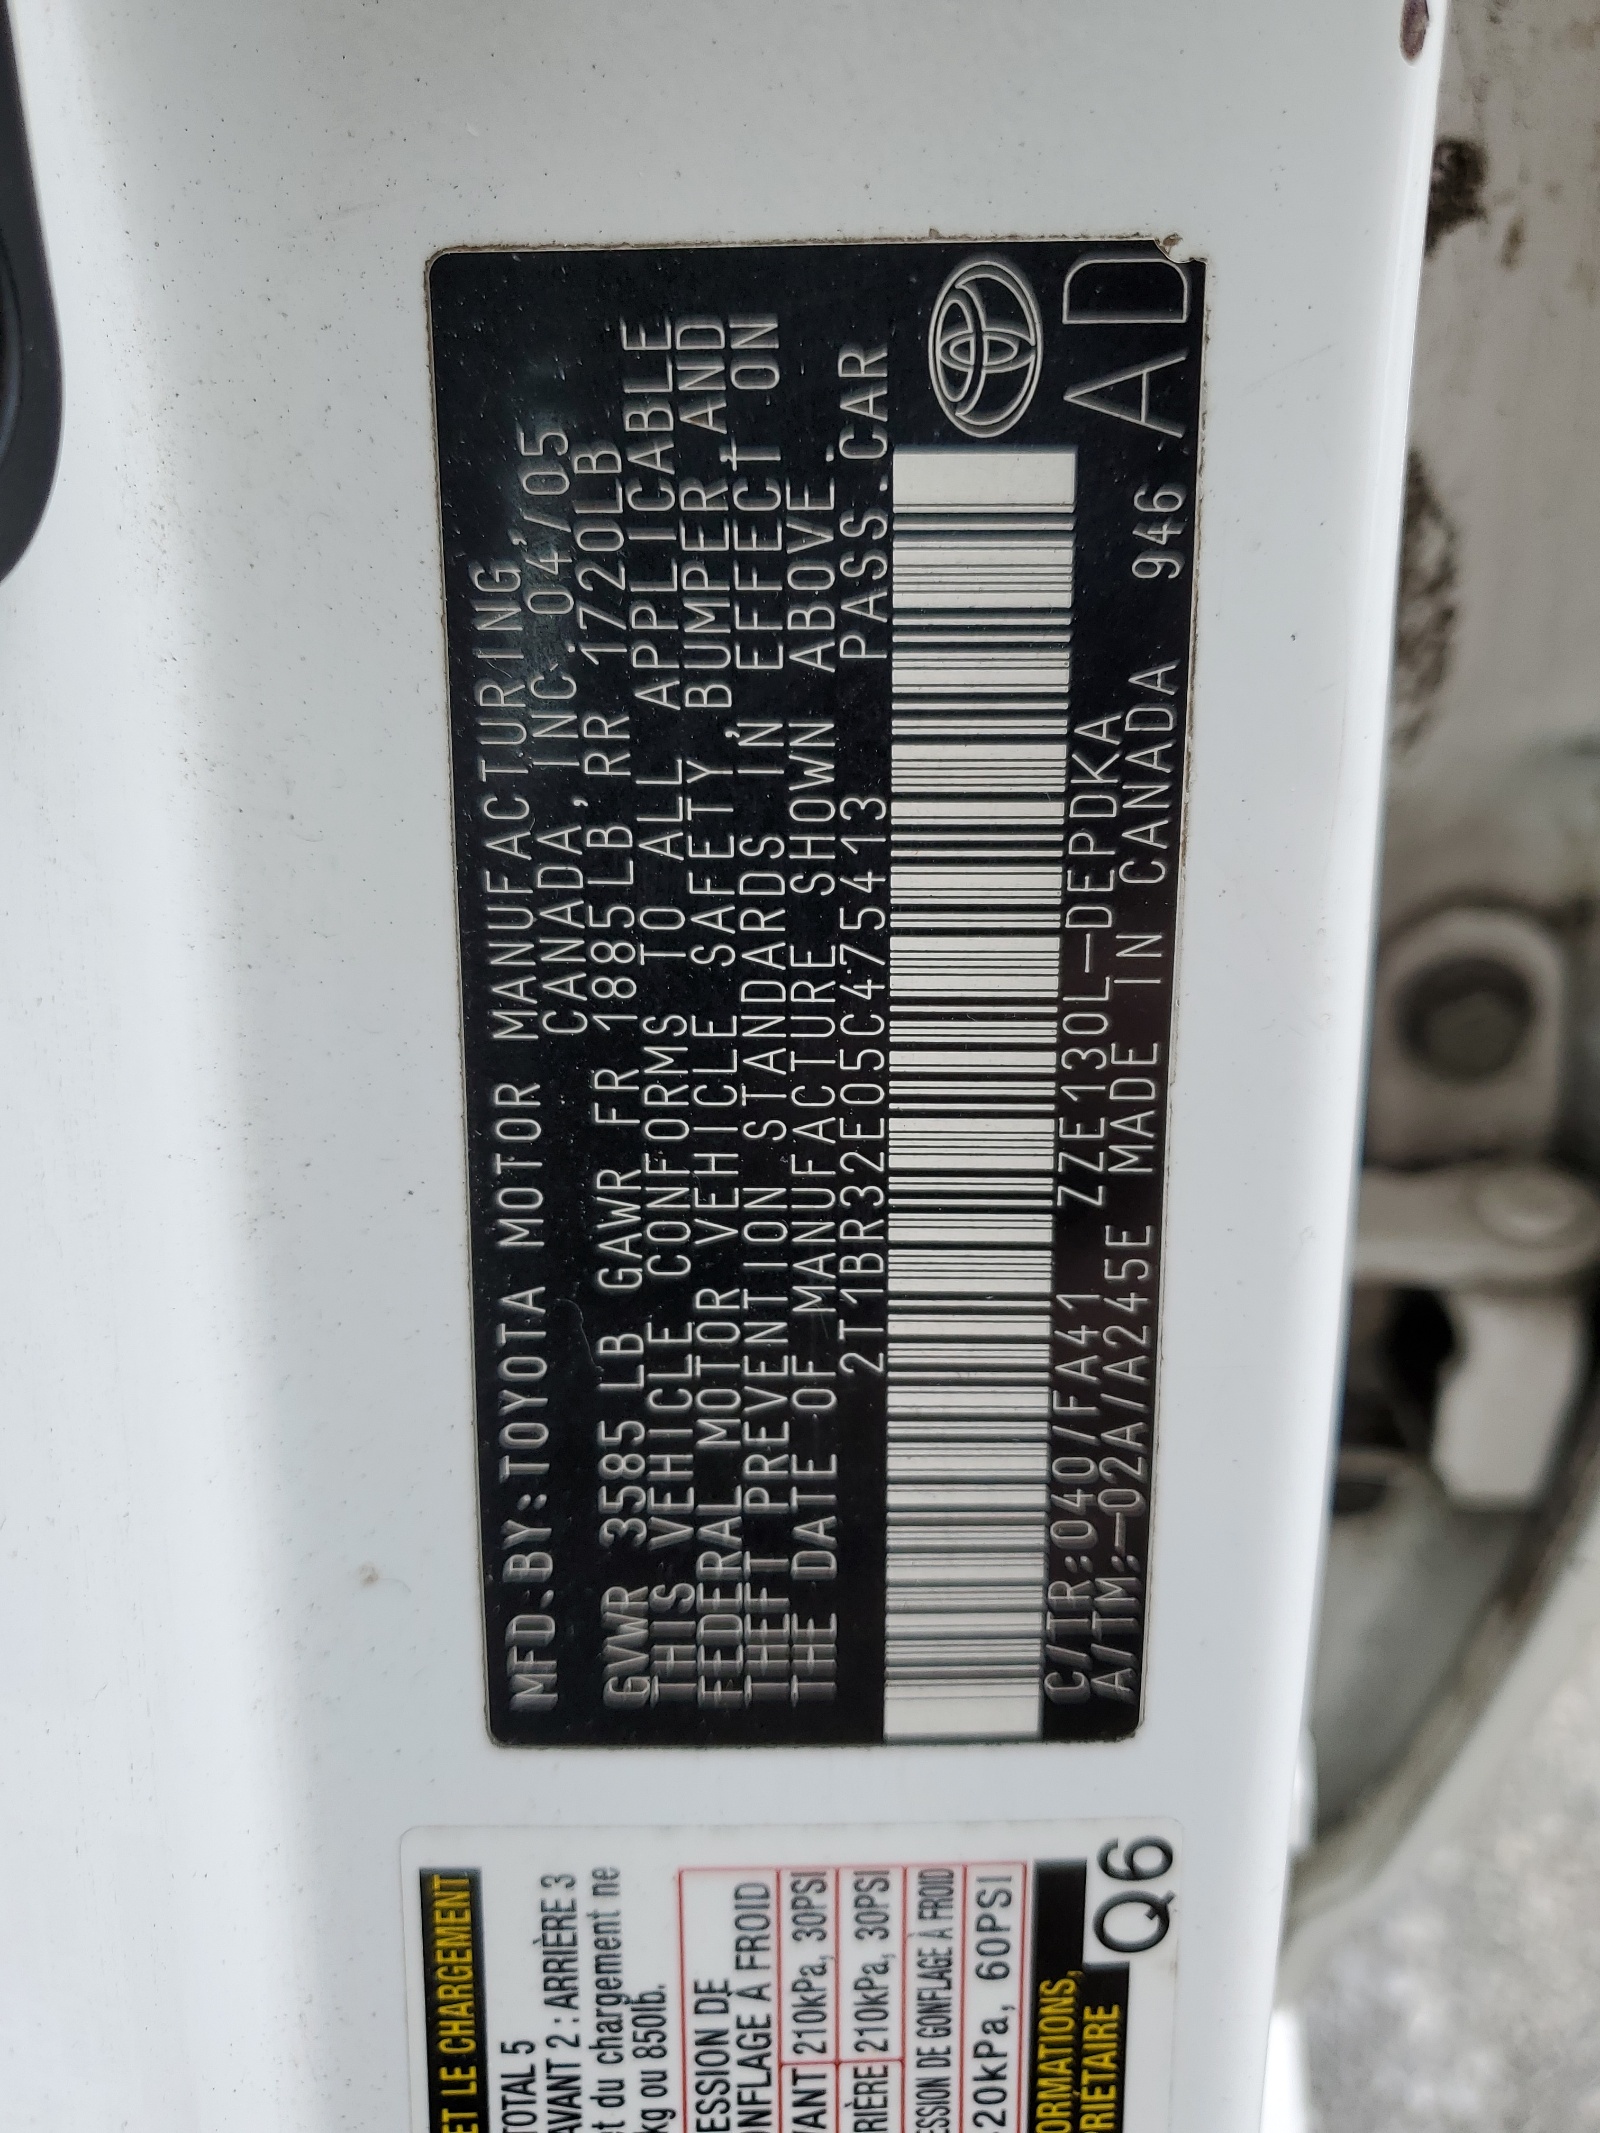 MFD.BY:TOYOTA MOTOR MANUFACTURING
CANADA, INC. 04/05
GVWR 3585 LB GAWR FR 1885LB,RR 1720LB
THIS VEHICLE CONFORMS TO ALL APPLICABLE
FEDERAL MOTOR VEHICLE SAFETY,BUMPER,AND
THEFT PREVENTION STANDARDS IN EFFECT ON
THE DATE OF MANUFACTURE SHOWN ABOVE.
2T1BR32E05C475413 PASS.CAR
C/TR:040/FA41 ZZE130L-DEPDKA
A/TM:-02A/A245E MADE IN CANADA 946 AD
ET LE CHARGEMENT
TOTAL 5
AVANT 2 : ARRIÈRE 3
et du chargement ne
kg ou 850lb.
ESSION DE
ONFLAGE À FROID
VANT 210kPa, 30PSI
RIÈRE 210kPa, 30PSI
ESSION DE GONFLAGE À FROID
20kPa, 60PSI
ORMATIONS,
PRIÉTAIRE
Q6